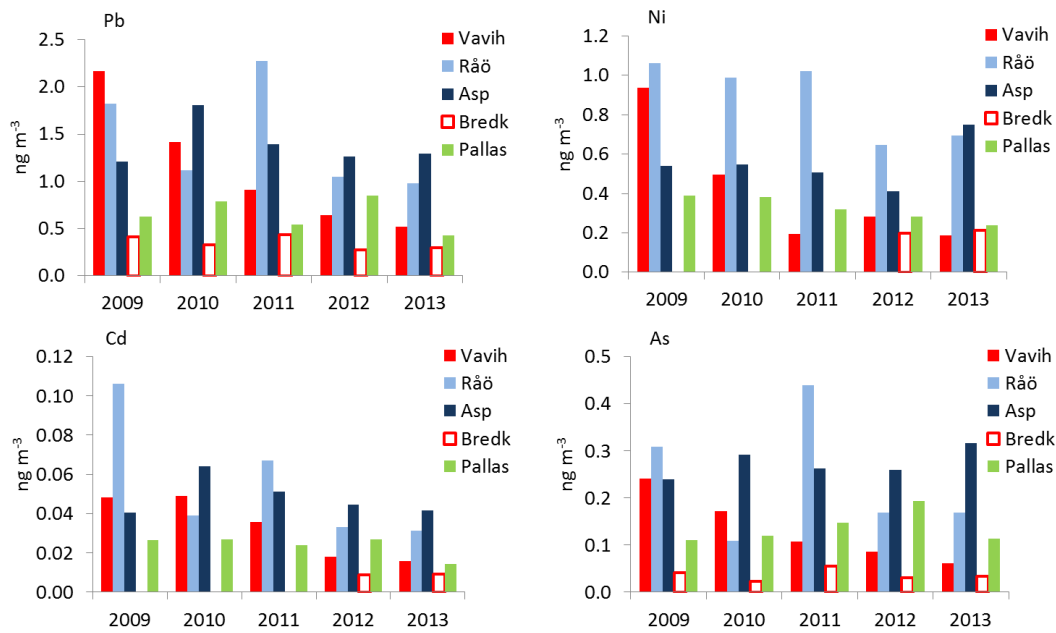 Pb
ng m-3
2.5
2.0
1.5
1.0
0.5
0.0
2009 2010 2011 2012 2013
Vavih
Råö
Asp
Bredk
Pallas
Ni
ng m-3
1.2
1.0
0.8
0.6
0.4
0.2
0.0
2009 2010 2011 2012 2013
Vavih
Råö
Asp
Bredk
Pallas
Cd
ng m-3
0.12
0.10
0.08
0.06
0.04
0.02
0.00
2009 2010 2011 2012 2013
Vavih
Råö
Asp
Bredk
Pallas
As
ng m-3
0.5
0.4
0.3
0.2
0.1
0.0
2009 2010 2011 2012 2013
Vavih
Råö
Asp
Bredk
Pallas